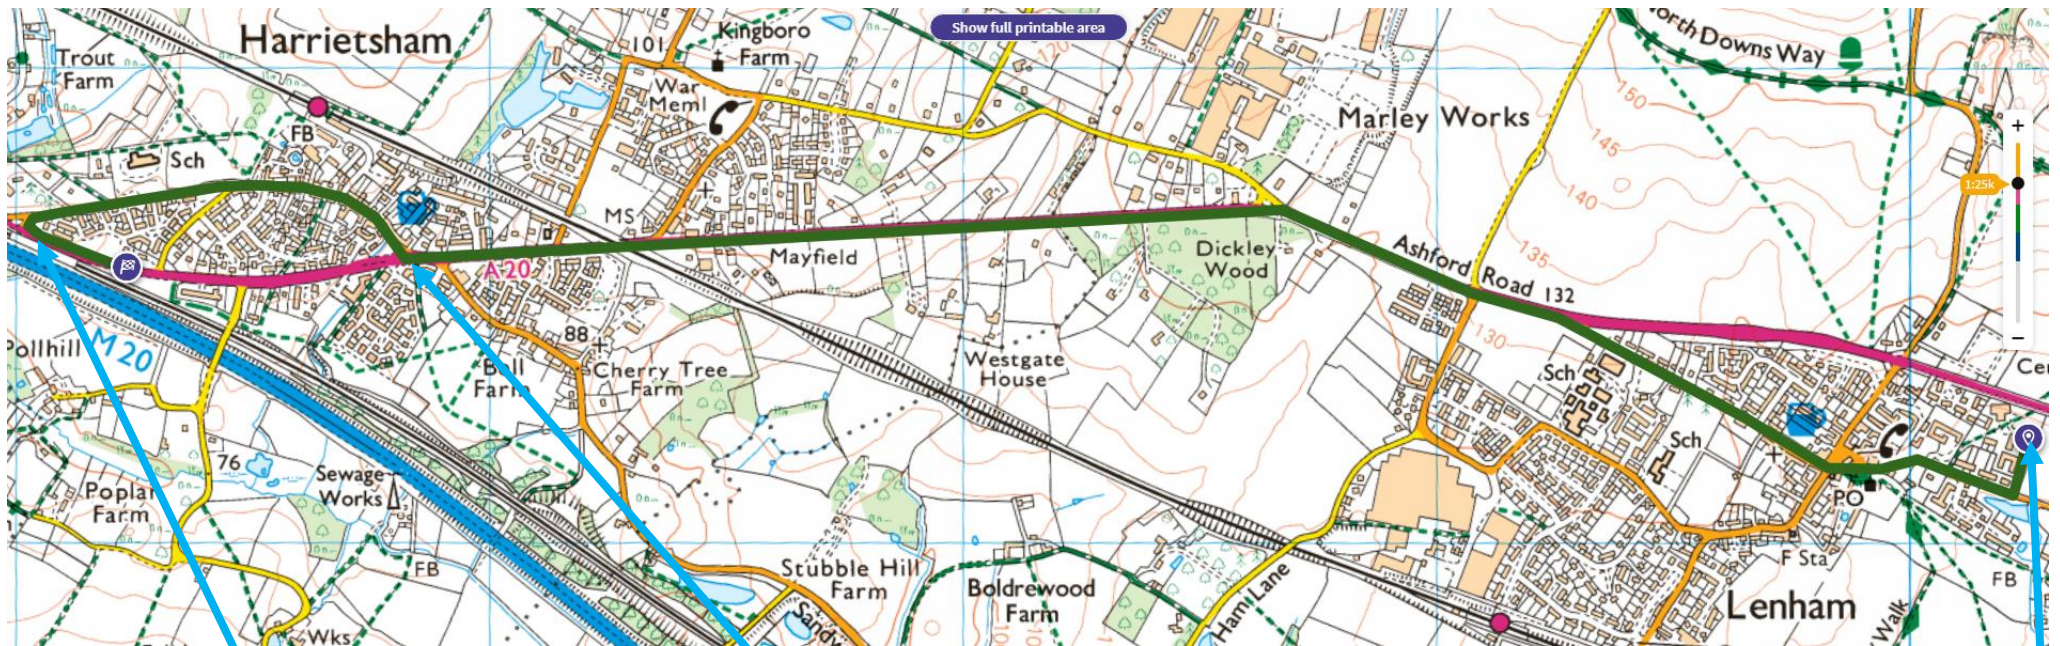 Show full printable area
Harrietsham
Trout
Farm
101
Kingboro
Farm
North Downs Way
War
Meml
120
150
Marley Works
FB
Sch
145
+
1:25k
140
MS
Mayfield
Dickley
Wood
A 20
Ashford Road 132
135
M 20
Pollhill
88
Bell
Farm
Cherry Tree
Farm
Westgate
House
130
Sch
Sch
−
76
Sewage
Works
Poplar
Farm
PO
FB
Stubble Hill
Farm
Boldrewood
Farm
Ham Lane
F Sta
FB
Lenham
Walk
Wks